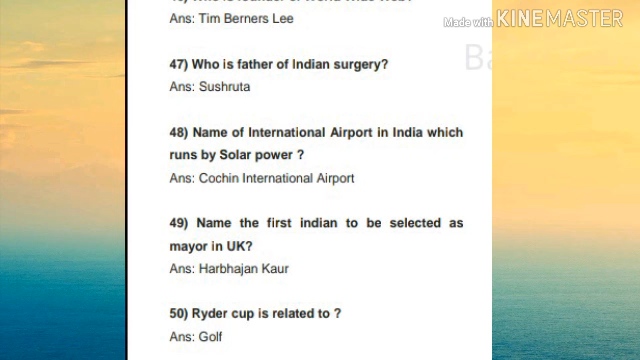 Ans: Tim Berners Lee
Made with KINEMASTER
47) Who is father of Indian surgery?
Ans: Sushruta
48) Name of International Airport in India which
runs by Solar power ?
Ans: Cochin International Airport
49) Name the first indian to be selected as
mayor in UK?
Ans: Harbhajan Kaur
50) Ryder cup is related to ?
Ans: Golf